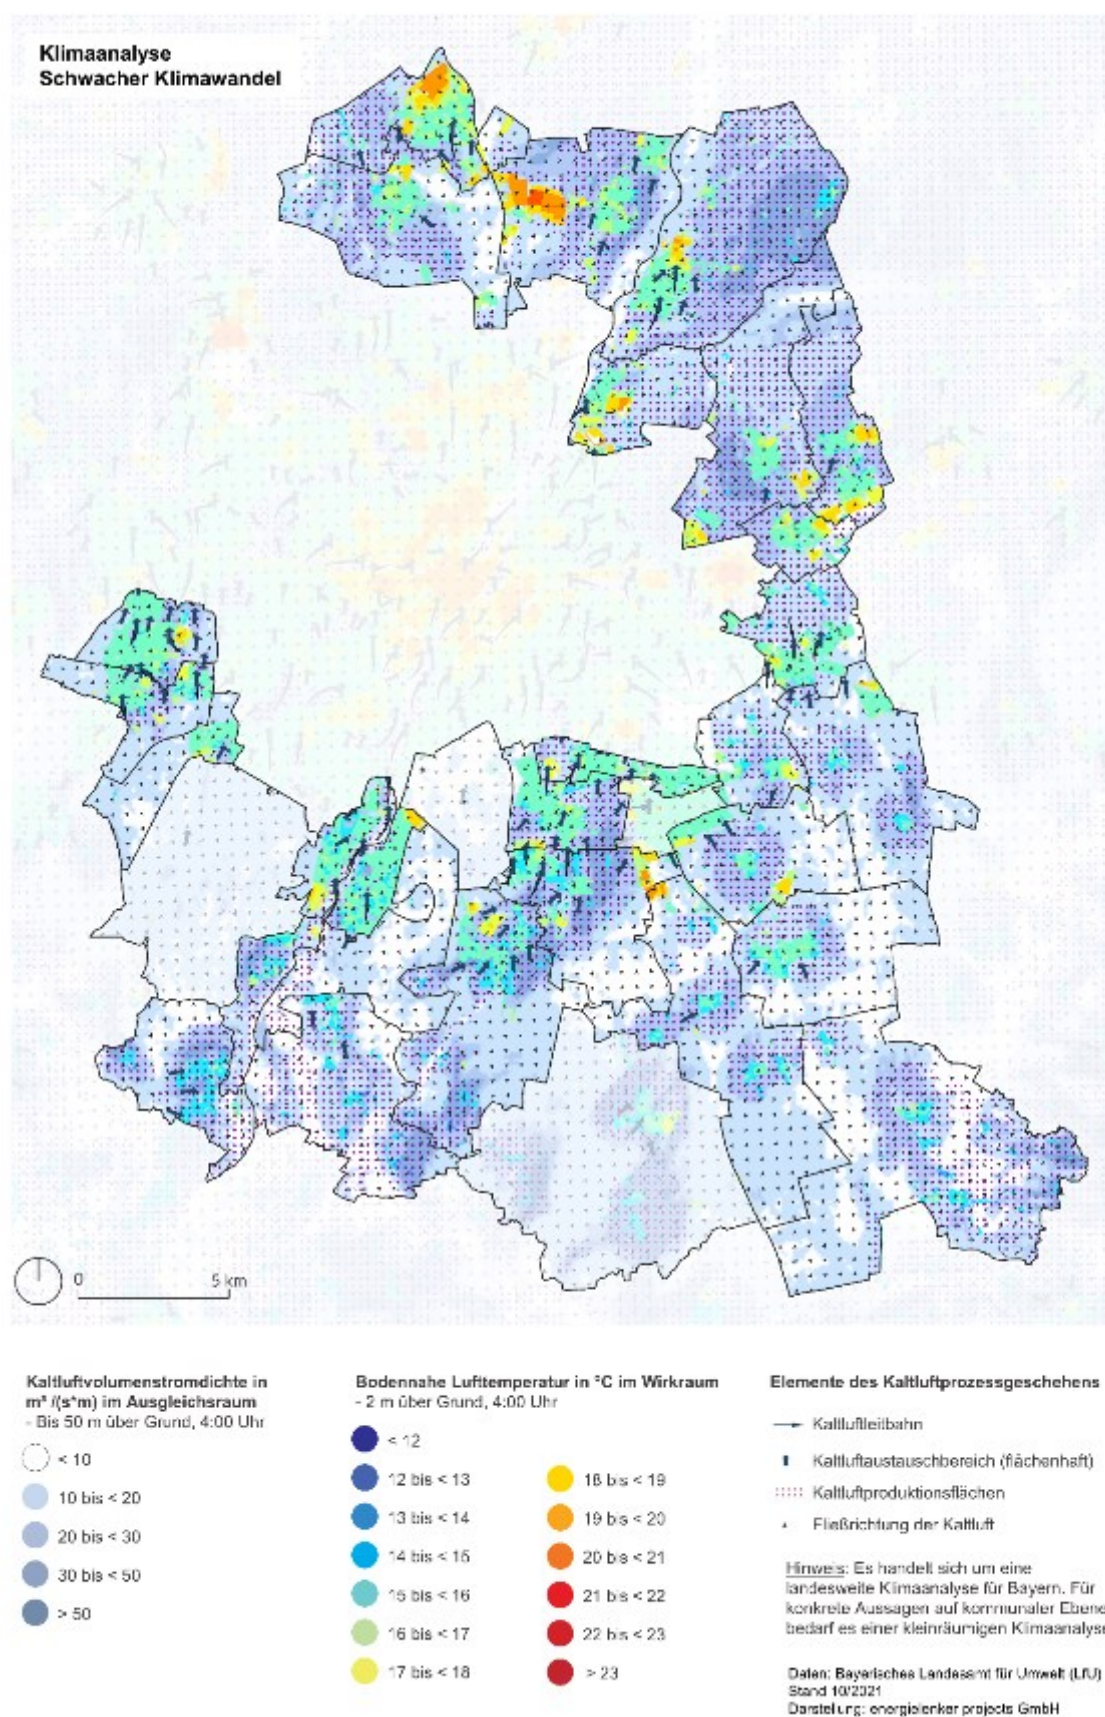 Klimaanalyse
Schwacher Klimawandel
0 5 km
Kaltluftvolumenstromdichte in
m³ /(s*m) im Ausgleichsraum
- Bis 50 m über Grund, 4:00 Uhr
< 10
10 bis < 20
20 bis < 30
30 bis < 50
> 50
Bodennahe Lufttemperatur in °C im Wirkraum
- 2 m über Grund, 4:00 Uhr
< 12
12 bis < 13
13 bis < 14
14 bis < 15
15 bis < 16
16 bis < 17
17 bis < 18
18 bis < 19
19 bis < 20
20 bis < 21
21 bis < 22
22 bis < 23
> 23
Elemente des Kaltluftprozessgeschehens
Kaltluftleitbahn
Kaltluftaustauschbereich (flächenhaft)
Kaltluftproduktionsflächen
Fließrichtung der Kaltluft
Hinweis: Es handelt sich um eine
landesweite Klimaanalyse für Bayern. Für
konkrete Aussagen auf kommunaler Ebene
bedarf es einer kleinräumigen Klimaanalyse
Daten: Bayerisches Landesamt für Umwelt (LfU)
Stand 10/2021
Darstellung: energielenker projects GmbH